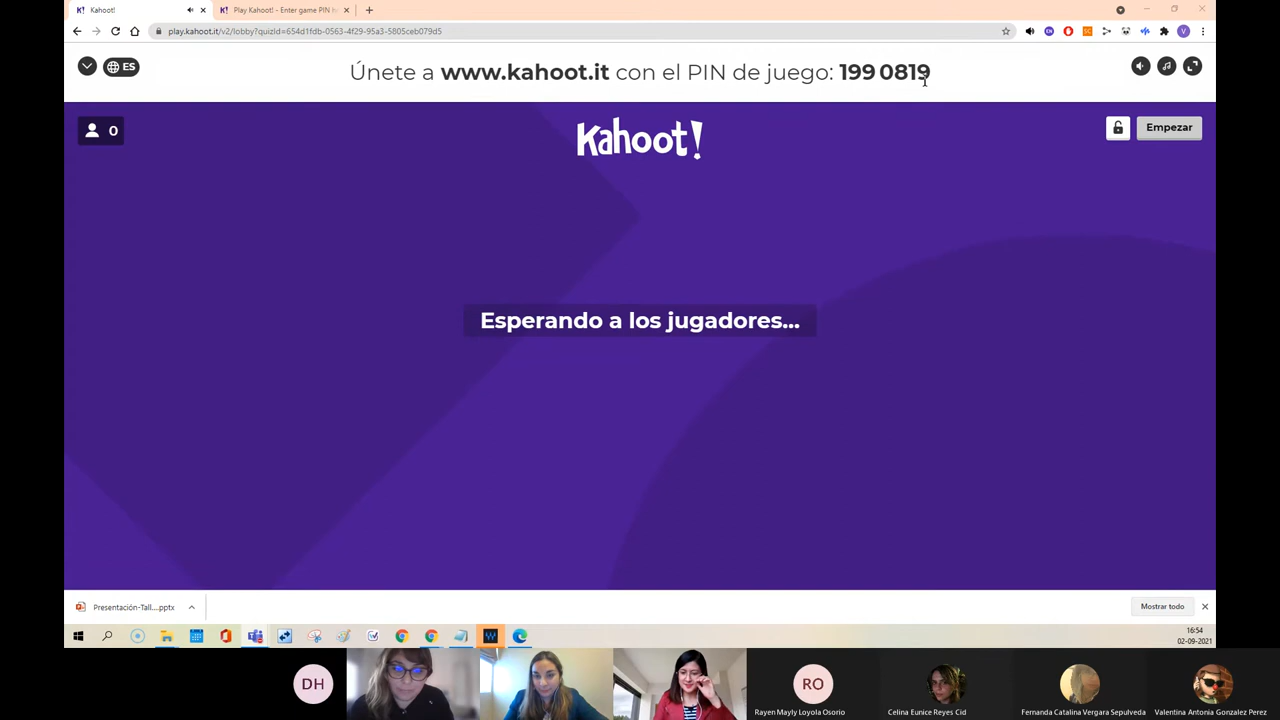 Kahoot!
Play Kahoot! - Enter game PIN h
play.kahoot.it/v2/lobby?quizId=654d1fdb-0563-4f29-95a3-5805ceb079d5
ES
Únete a www.kahoot.it con el PIN de juego: 199 0819
0
Kahoot!
Empezar
Esperando a los jugadores...
Presentación-Tall....pptx
Mostrar todo
16:54
02-09-2021
DH
RO
Rayen Mayly Loyola Osorio
Celina Eunice Reyes Cid
Fernanda Catalina Vergara Sepulveda
Valentina Antonia Gonzalez Perez